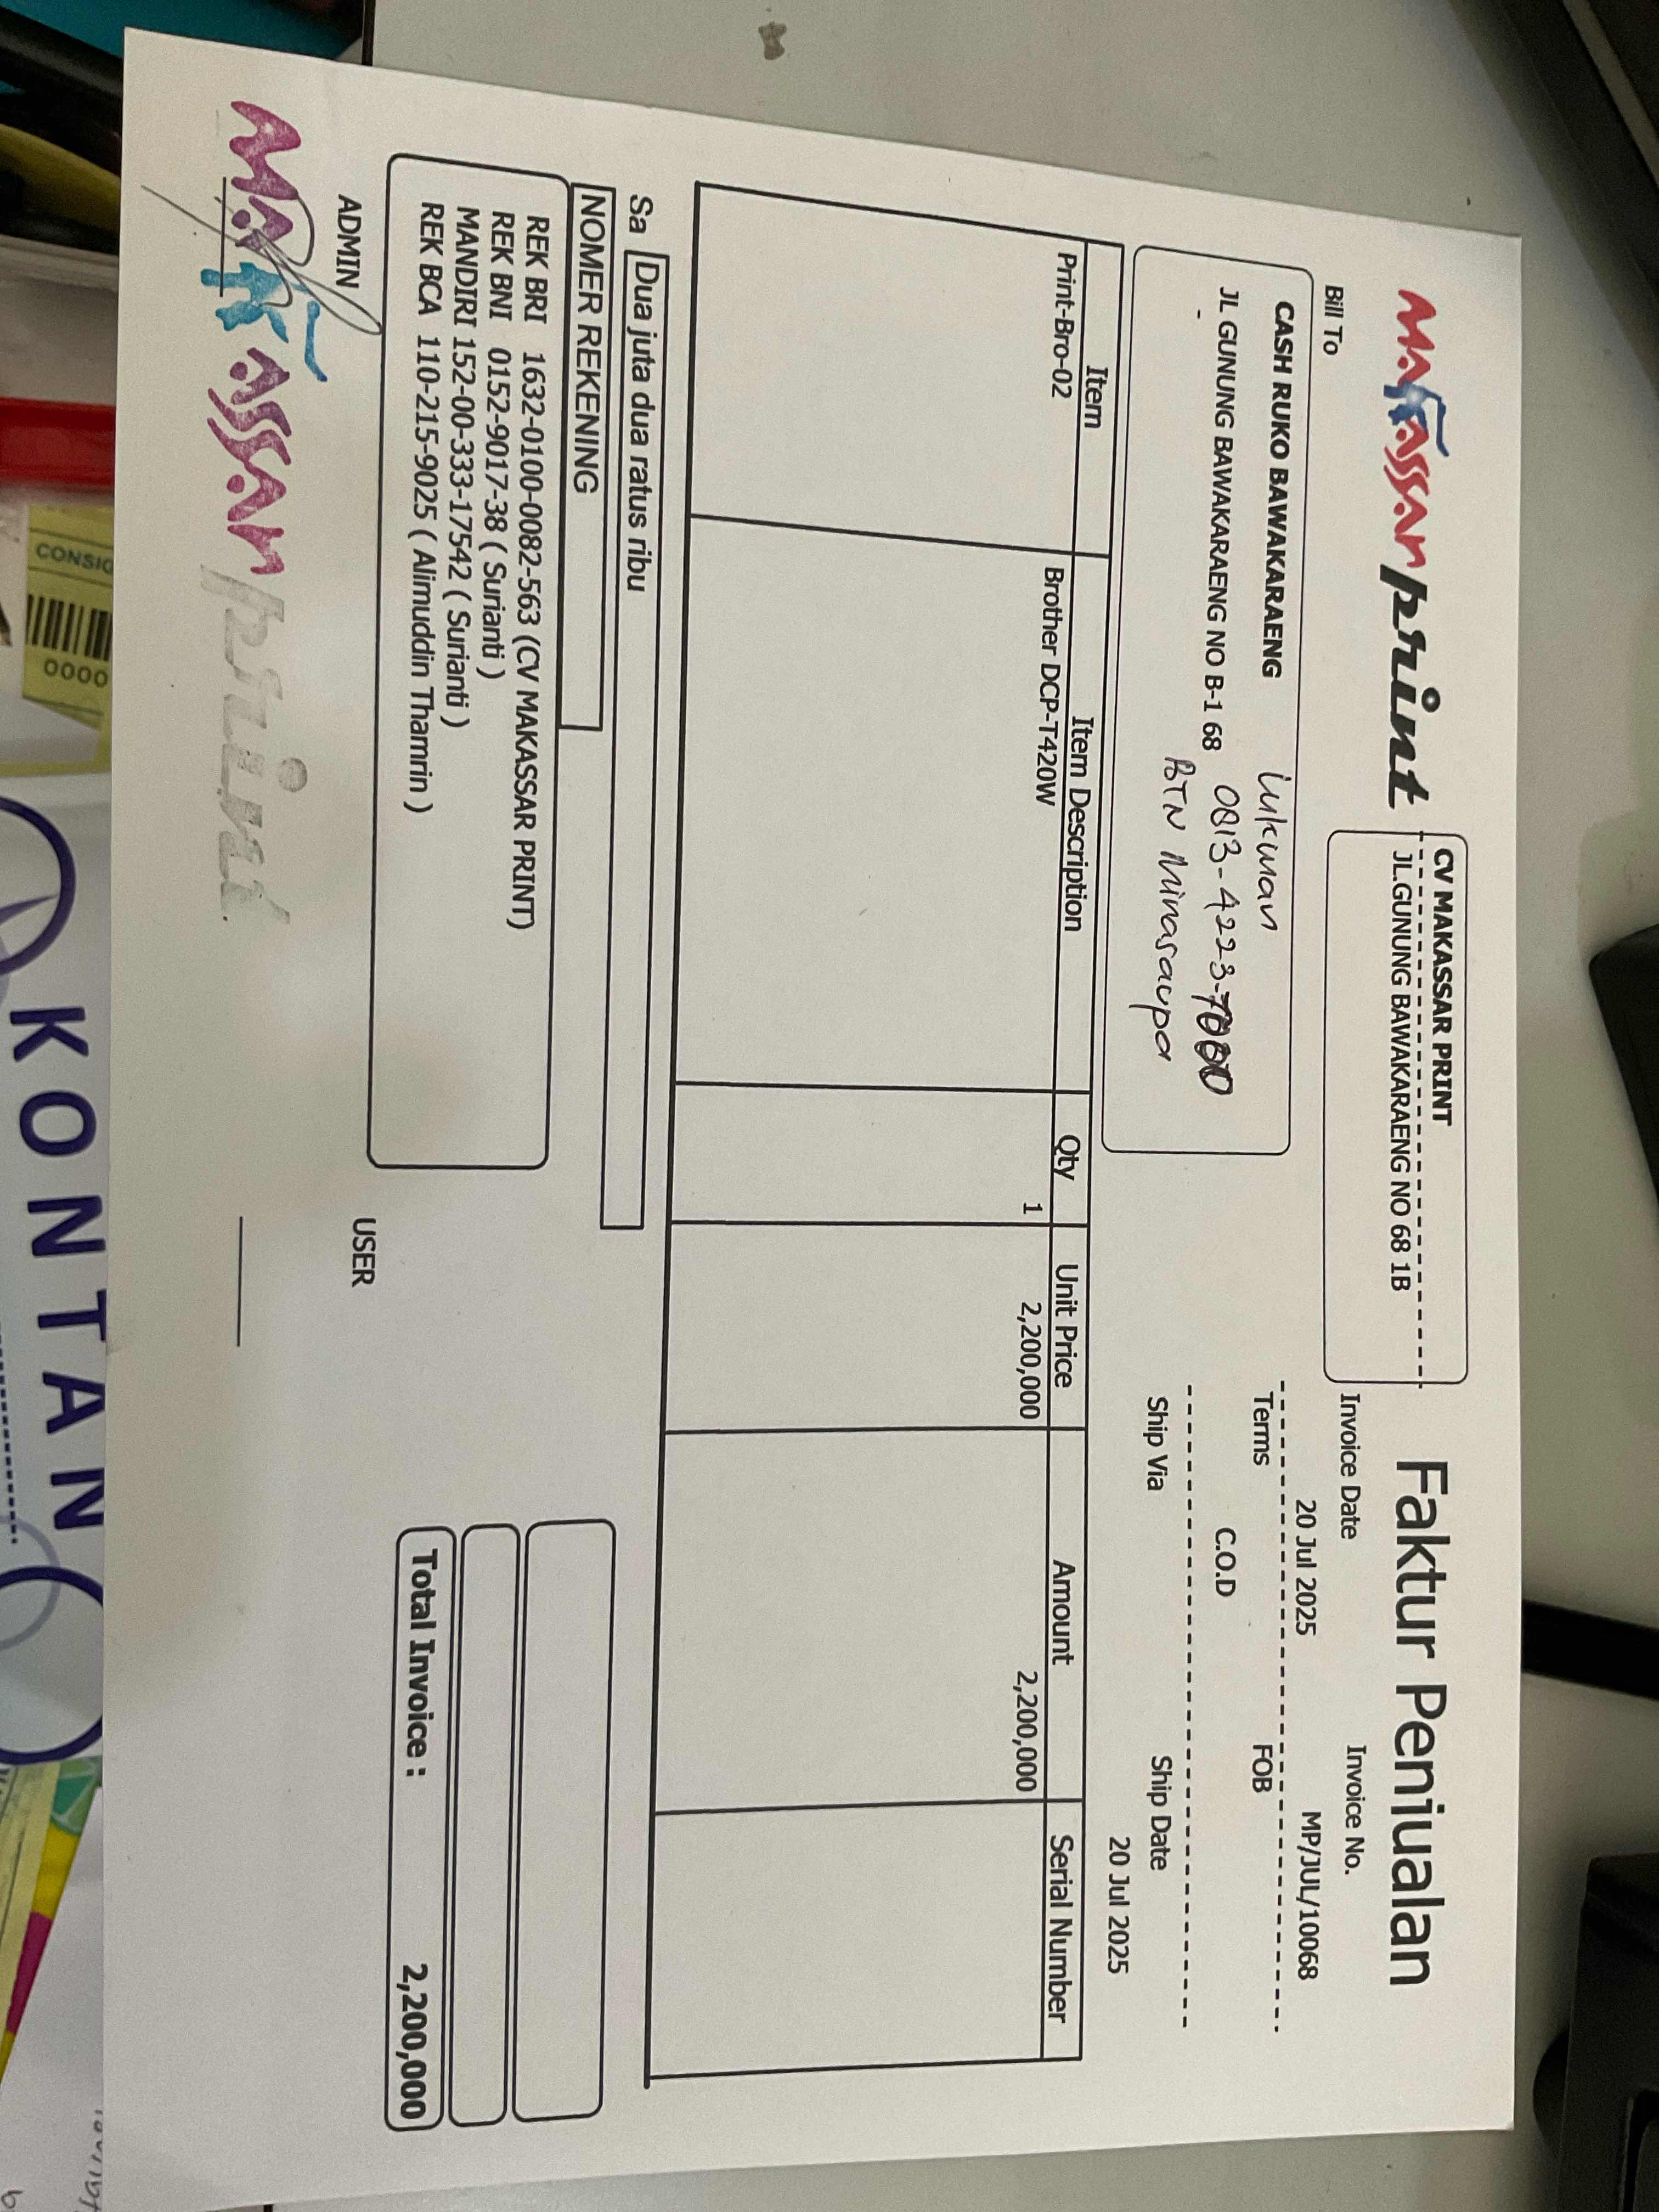 MAKASSAR print
CV MAKASSAR PRINT
JL.GUNUNG BAWAKARAENG NO 68 1B
Faktur Penjualan
Bill To
Invoice Date
Invoice No.
20 Jul 2025
MP/JUL/10068
CASH RUKO BAWAKARAENG
Lukman
JL GUNUNG BAWAKARAENG NO B-1 68
0813-4223-7000
-
BTN Minasaupa
Terms
FOB
C.O.D
Ship Via
Ship Date
20 Jul 2025
Item Item Description Qty Unit Price Amount Serial Number
Print-Bro-02 Brother DCP-T420W 1 2,200,000 2,200,000
Sa Dua juta dua ratus ribu
NOMER REKENING
REK BRI 1632-0100-0082-563 (CV MAKASSAR PRINT)
REK BNI 0152-9017-38 ( Surianti )
MANDIRI 152-00-333-17542 ( Surianti )
REK BCA 110-215-9025 ( Alimuddin Thamrin )
Total Invoice : 2,200,000
ADMIN
USER
MAKASSAR print
CONSIG
0000
KONTAN